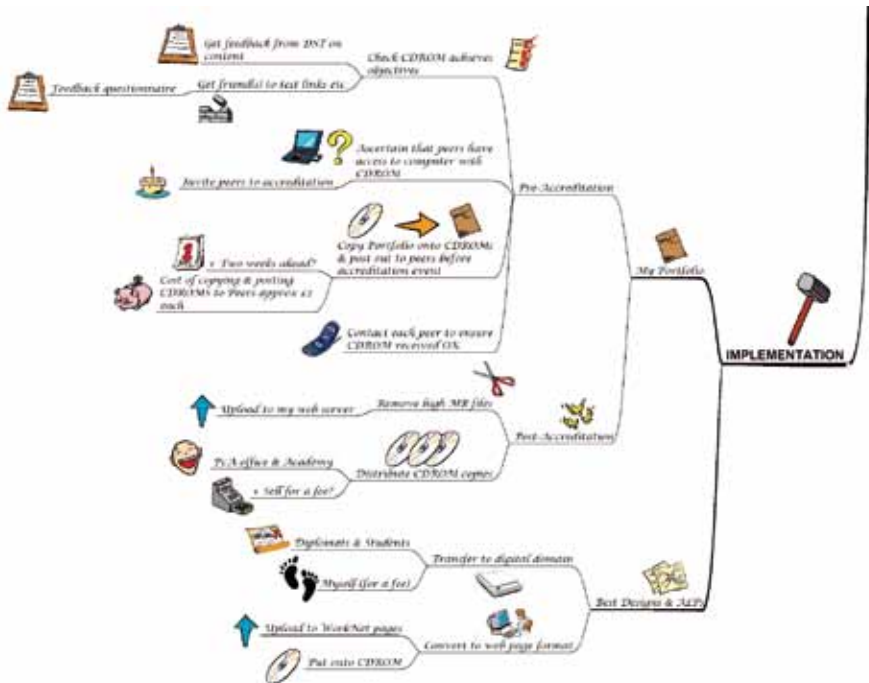 Get feedback from DST on
content
Check CDROM achieves
objectives
Feedback questionnaire
Get friend(s) to test links etc
Ascertain that peers have
access to computer with
CDROM
Invite peers to accreditation
Pre-Accreditation
Copy Portfolio onto CDROMs
& post out to peers before
accreditation event
Two weeks ahead?
Cost of copying & posting
CDROMs to Peers approx
each
My Portfolio
Contact each peer to ensure
CDROM received OK
IMPLEMENTATION
Remove high MB files
Upload to my web server
Post-Accreditation
office & Academy
Distribute CDROM copies
Sell for a fee?
Diplomats & Students
Transfer to digital domain
Myself (for a fee)
Best Designs &
Upload to WorkNet pages
Convert to web page format
Put onto CDROM